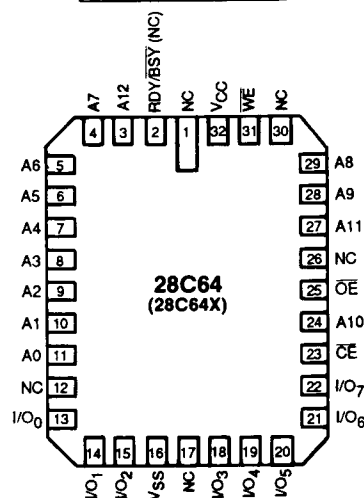 A7 A12 RDY/BSY (NC) NC VCC WE NC
4 3 2 1 32 31 30
A6 5 29 A8
A5 6 28 A9
A4 7 27 A11
A3 8 26 NC
A2 9 25 OE
A1 10 24 A10
A0 11 23 CE
NC 12 22 I/O7
I/O0 13 21 I/O6
28C64
(28C64X)
14 15 16 17 18 19 20
I/O1 I/O2 VSS NC I/O3 I/O4 I/O5